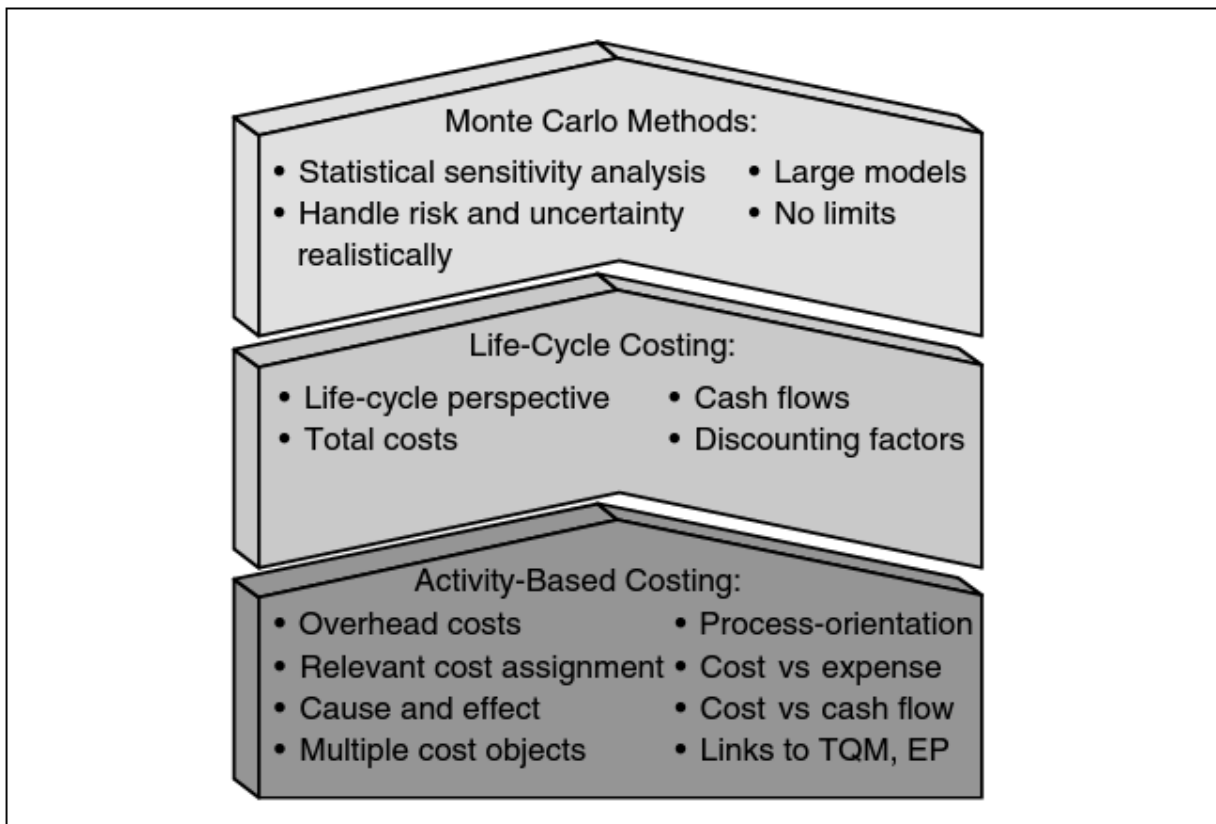 Monte Carlo Methods:
• Statistical sensitivity analysis
• Handle risk and uncertainty
realistically
• Large models
• No limits
Life-Cycle Costing:
• Life-cycle perspective
• Total costs
• Cash flows
• Discounting factors
Activity-Based Costing:
• Overhead costs
• Relevant cost assignment
• Cause and effect
• Multiple cost objects
• Process-orientation
• Cost vs expense
• Cost vs cash flow
• Links to TQM, EP